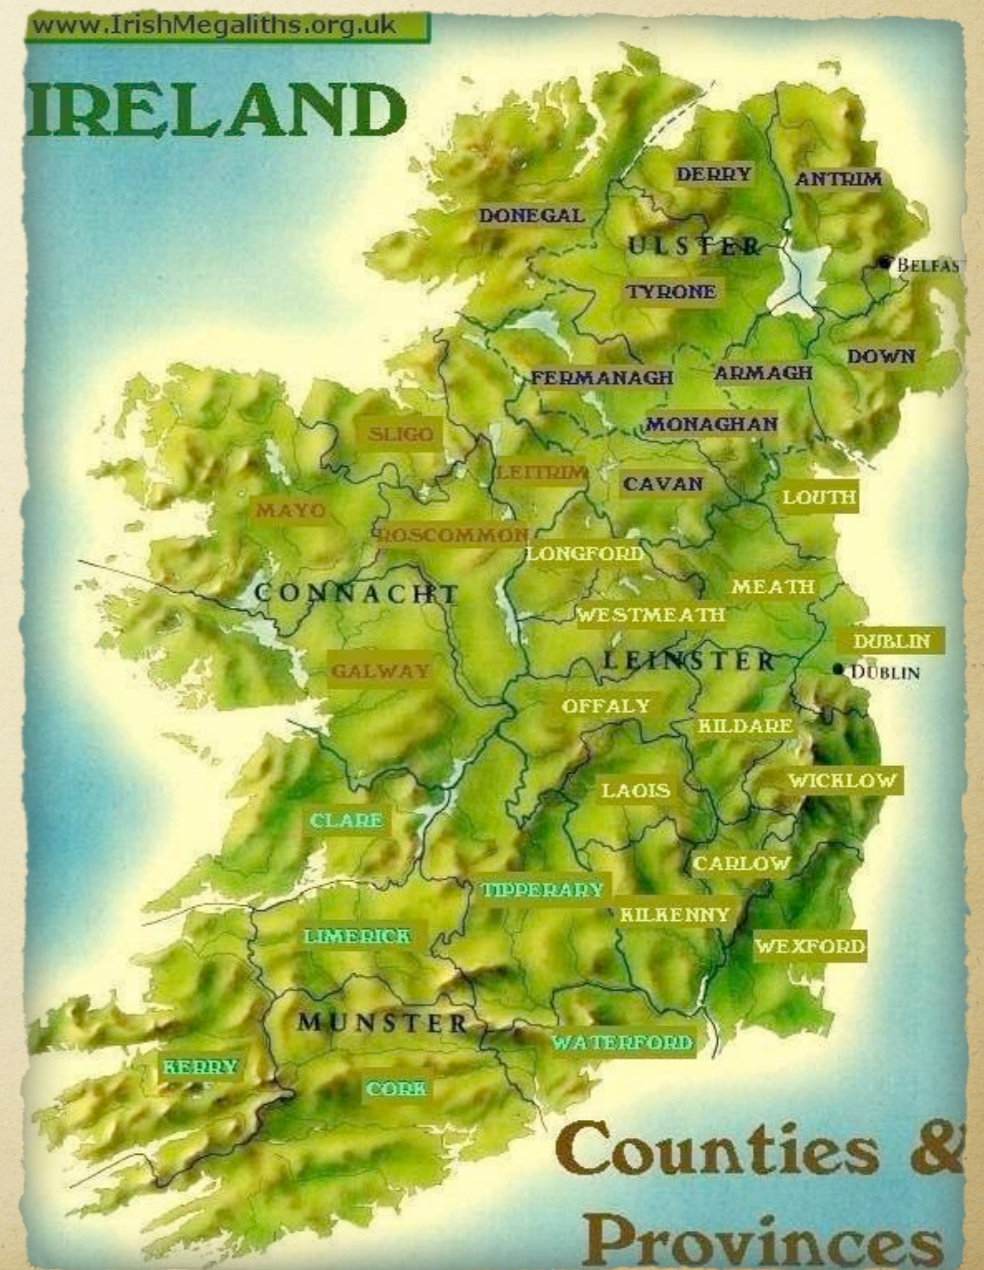 www.IrishMegaliths.org.uk
IRELAND
DERRY
ANTRIM
DONEGAL
ULSTER
BELFAS
TYRONE
DOWN
FERMANAGH
ARMAGH
MONAGHAN
SLIGO
LEITRIM
CAVAN
LOUTH
MAYO
ROSCOMMON
LONGFORD
CONNACHT
MEATH
WESTMEATH
DUBLIN
LEINSTER
DUBLIN
GALWAY
OFFALY
KILDARE
WICKLOW
LAOIS
CLARE
CARLOW
TIPPERARY
KILKENNY
LIMERICK
WEXFORD
MUNSTER
WATERFORD
KERRY
CORK
Counties &
Provinces